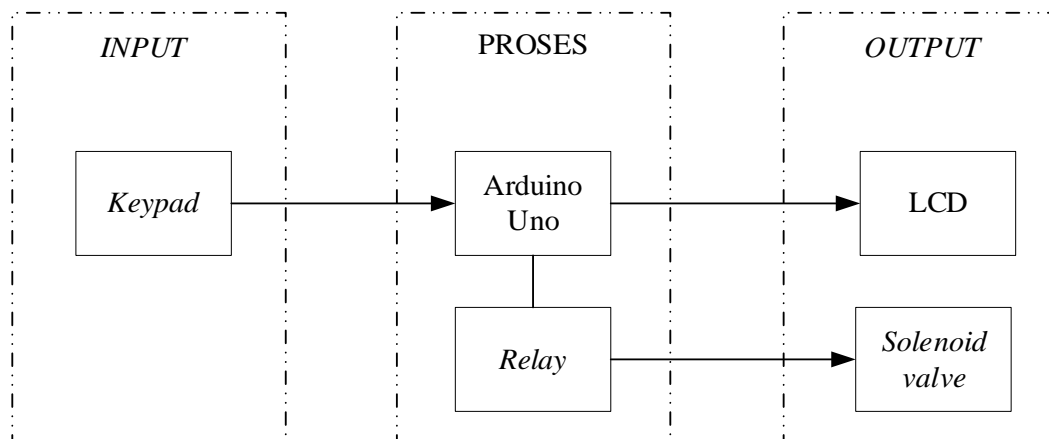 INPUT
PROSES
OUTPUT
Keypad
Arduino
Uno
LCD
Relay
Solenoid
valve